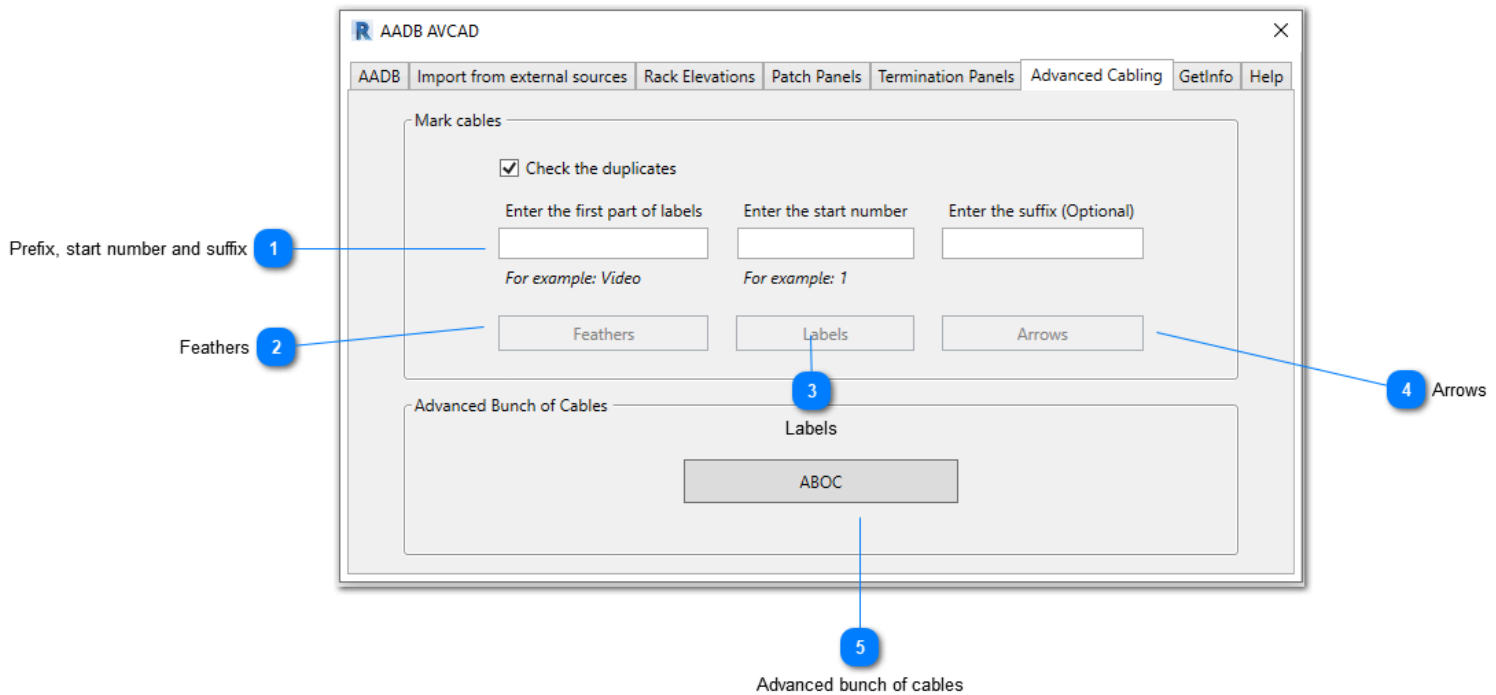 R AADB AVCAD
AADB Import from external sources Rack Elevations Patch Panels Termination Panels Advanced Cabling GetInfo Help
Mark cables
Check the duplicates
Enter the first part of labels Enter the start number Enter the suffix (Optional)
Prefix, start number and suffix 1
For example: Video For example: 1
Feathers Labels Arrows
Feathers 2
3
4 Arrows
Advanced Bunch of Cables
Labels
ABOC
5
Advanced bunch of cables